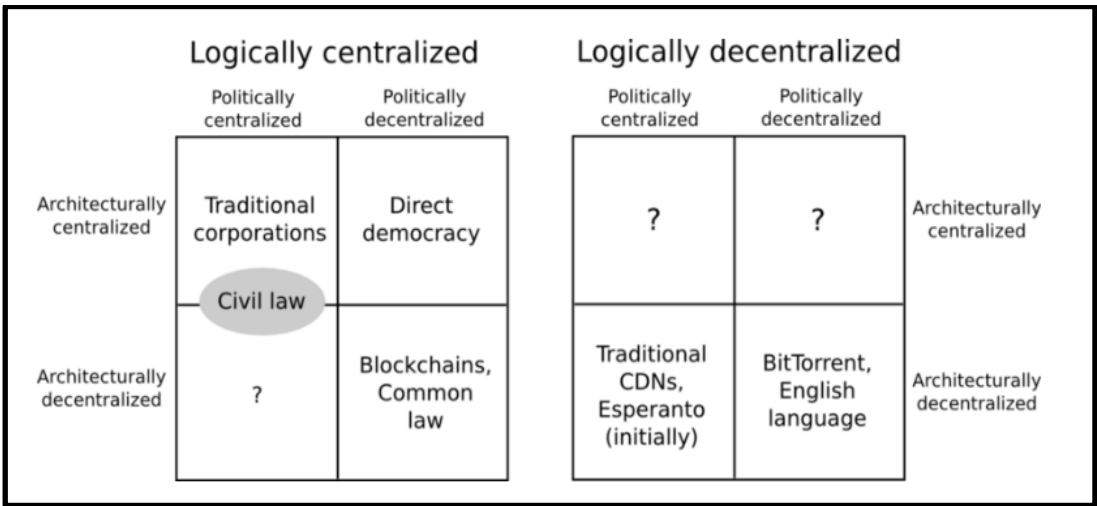 Logically centralized
Logically decentralized
Politically
centralized
Politically
decentralized
Politically
centralized
Politically
decentralized
Architecturally
centralized
Traditional
corporations
Direct
democracy
?
?
Architecturally
centralized
Civil law
Architecturally
decentralized
?
Blockchains,
Common
law
Traditional
CDNs,
Esperanto
(initially)
BitTorrent,
English
language
Architecturally
decentralized